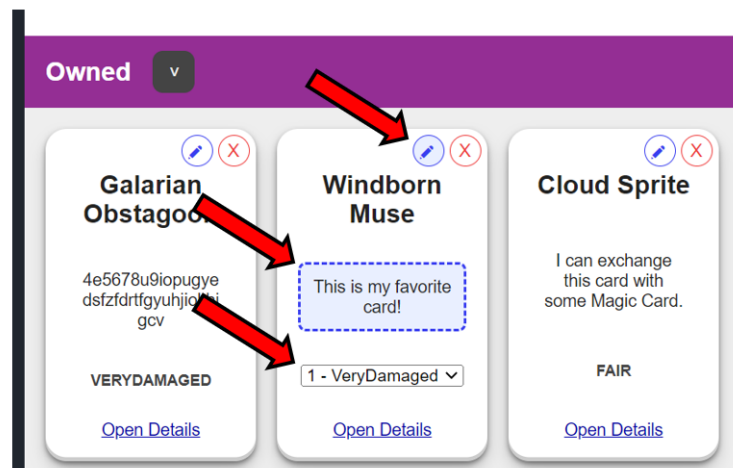 Owned
v
X
Galarian
Obstagoo
4e5678u9iopugye
dsfzfdrtfgyuhjio
gcv
VERYDAMAGED
Open Details
X
Windborn
Muse
This is my favorite
card!
1 - VeryDamaged
Open Details
X
Cloud Sprite
I can exchange
this card with
some Magic Card.
FAIR
Open Details